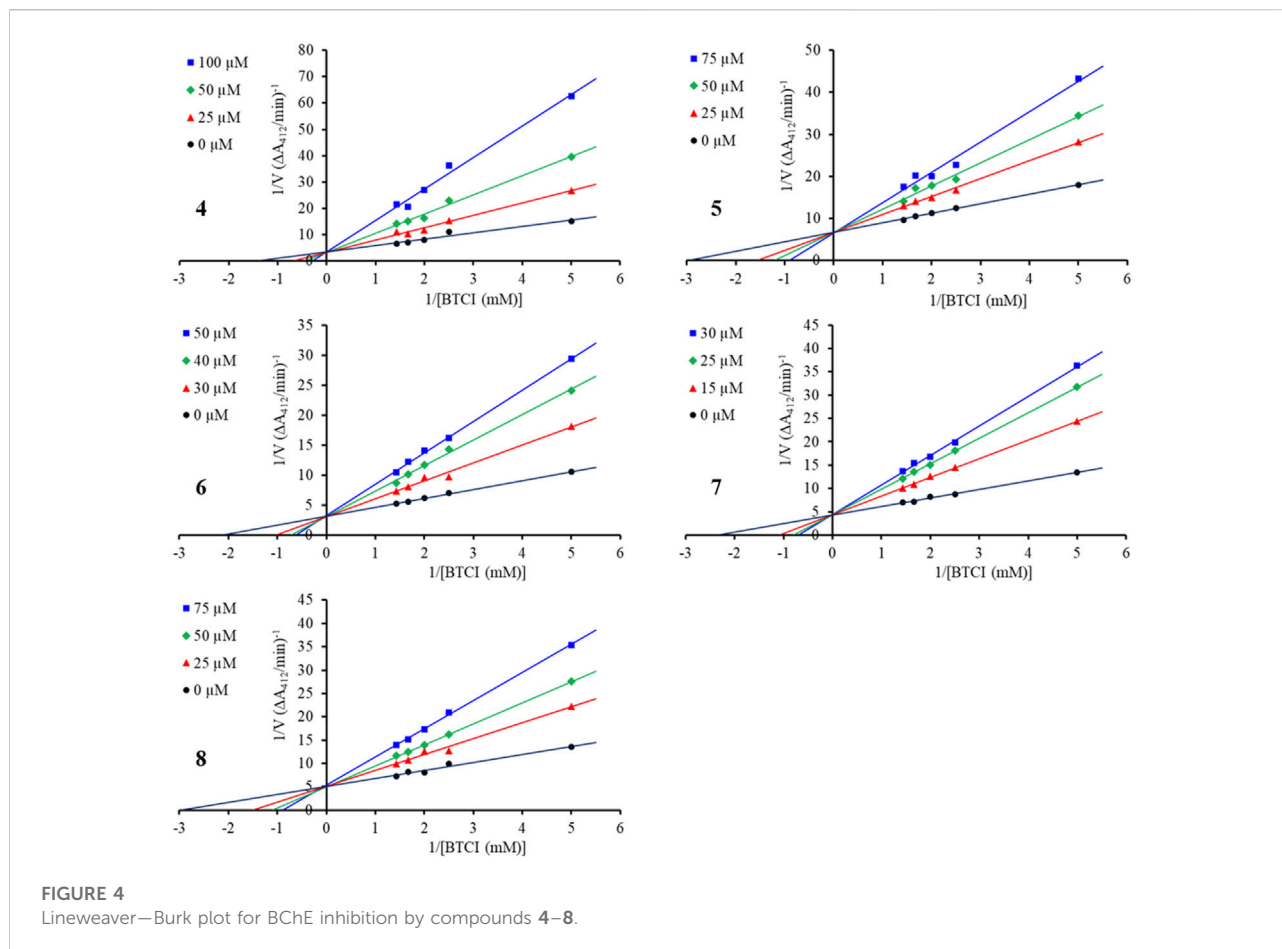 100 µM
50 µM
25 µM
0 µM
4
1/V (ΔA412/min)-1
80
70
60
50
40
30
20
10
0
-3 -2 -1 0 1 2 3 4 5 6
1/[BTCI (mM)]
75 µM
50 µM
25 µM
0 µM
5
1/V (ΔA412/min)-1
50
40
30
20
10
0
-3 -2 -1 0 1 2 3 4 5 6
1/[BTCI (mM)]
50 µM
40 µM
30 µM
0 µM
6
1/V (ΔA412/min)-1
35
30
25
20
15
10
5
0
-3 -2 -1 0 1 2 3 4 5 6
1/[BTCI (mM)]
30 µM
25 µM
15 µM
0 µM
7
1/V (ΔA412/min)-1
45
40
35
30
25
20
15
10
5
0
-3 -2 -1 0 1 2 3 4 5 6
1/[BTCI (mM)]
75 µM
50 µM
25 µM
0 µM
8
1/V (ΔA412/min)-1
45
40
35
30
25
20
15
10
5
0
-3 -2 -1 0 1 2 3 4 5 6
1/[BTCI (mM)]
FIGURE 4
Lineweaver—Burk plot for BChE inhibition by compounds 4–8.